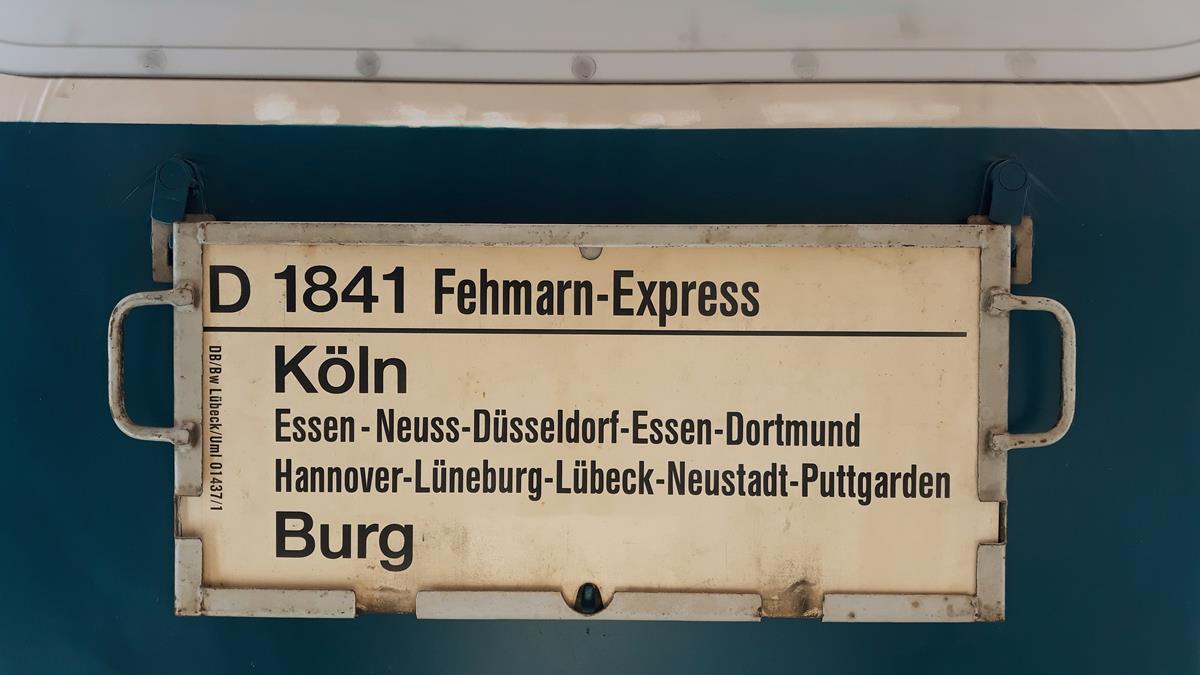 D 1841 Fehmarn-Express
Köln
Essen-Neuss-Düsseldorf-Essen-Dortmund
Hannover-Lüneburg-Lübeck-Neustadt-Puttgarden
Burg
DB/Bw Lübeck/Uml 01437/1